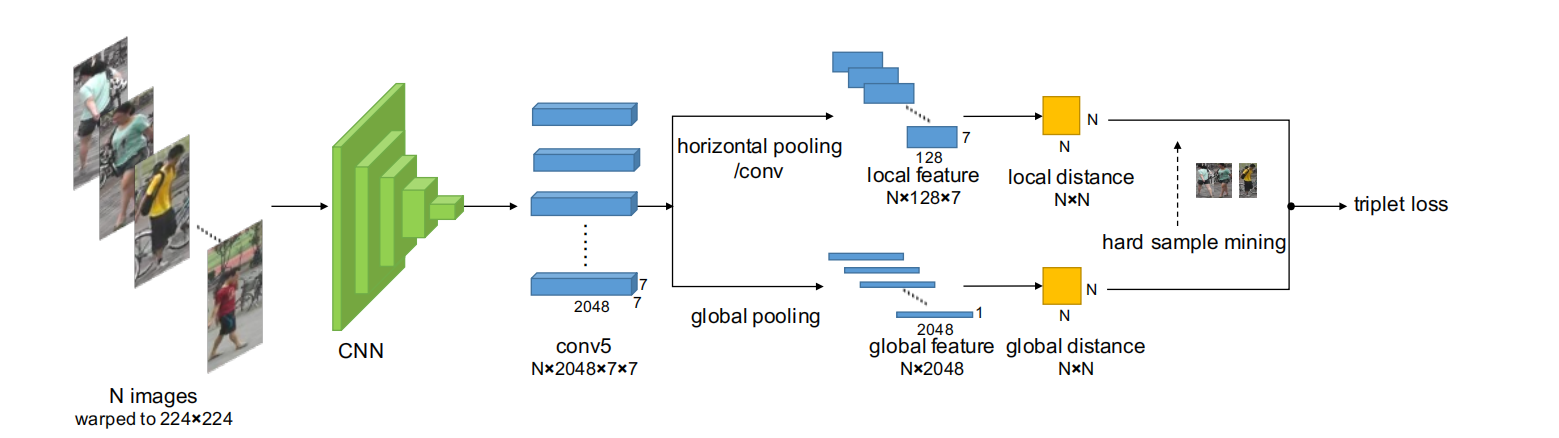 N images
warped to 224×224
CNN
2048
7
7
conv5
N×2048×7×7
horizontal pooling
/conv
global pooling
128
7
local feature
N×128×7
2048
1
global feature
N×2048
N
N
local distance
N×N
N
N
global distance
N×N
hard sample mining
triplet loss